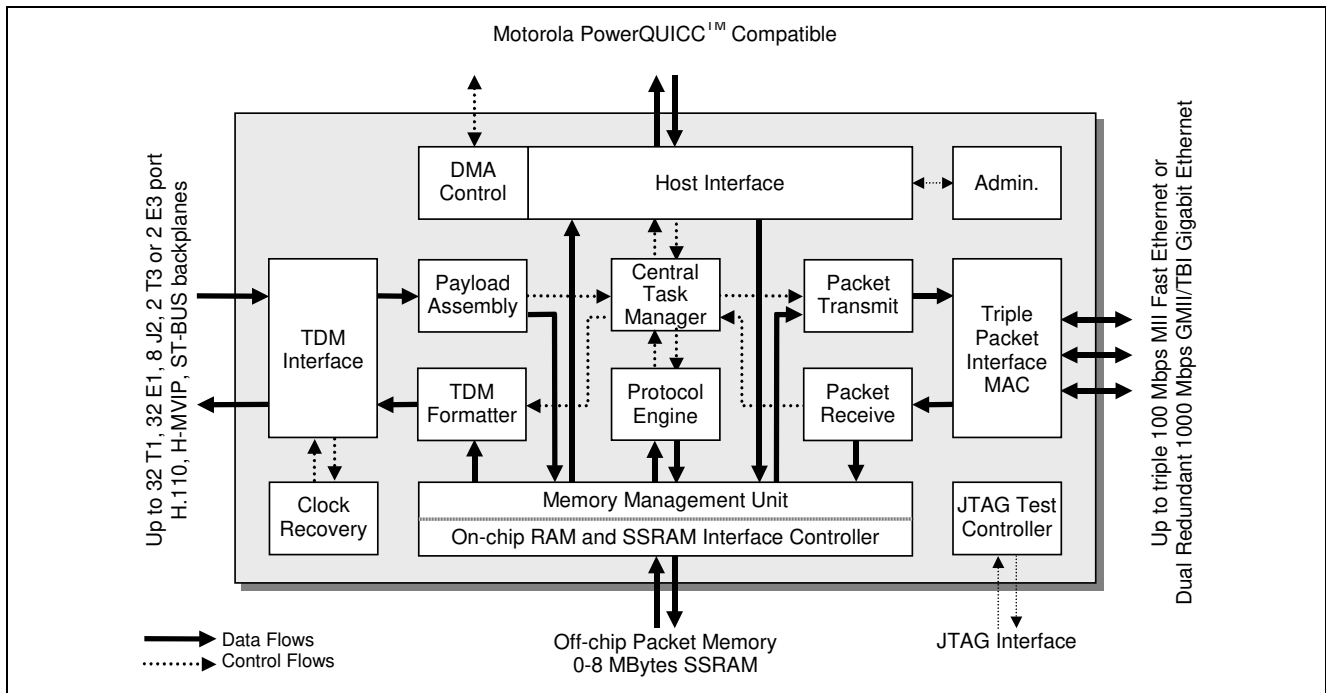 Motorola PowerQUICC™ Compatible
DMA
Control
Host Interface
Admin.
Up to 32 T1, 32 E1, 8 J2, 2 T3 or 2 E3 port
H.110, H-MVIP, ST-BUS backplanes
TDM
Interface
Payload
Assembly
Central
Task
Manager
Packet
Transmit
Triple
Packet
Interface
MAC
Up to triple 100 Mbps MII Fast Ethernet or
Dual Redundant 1000 Mbps GMII/TBI Gigabit Ethernet
TDM
Formatter
Protocol
Engine
Packet
Receive
Clock
Recovery
Memory Management Unit
On-chip RAM and SSRAM Interface Controller
JTAG Test
Controller
Data Flows
Control Flows
Off-chip Packet Memory
0-8 MBytes SSRAM
JTAG Interface